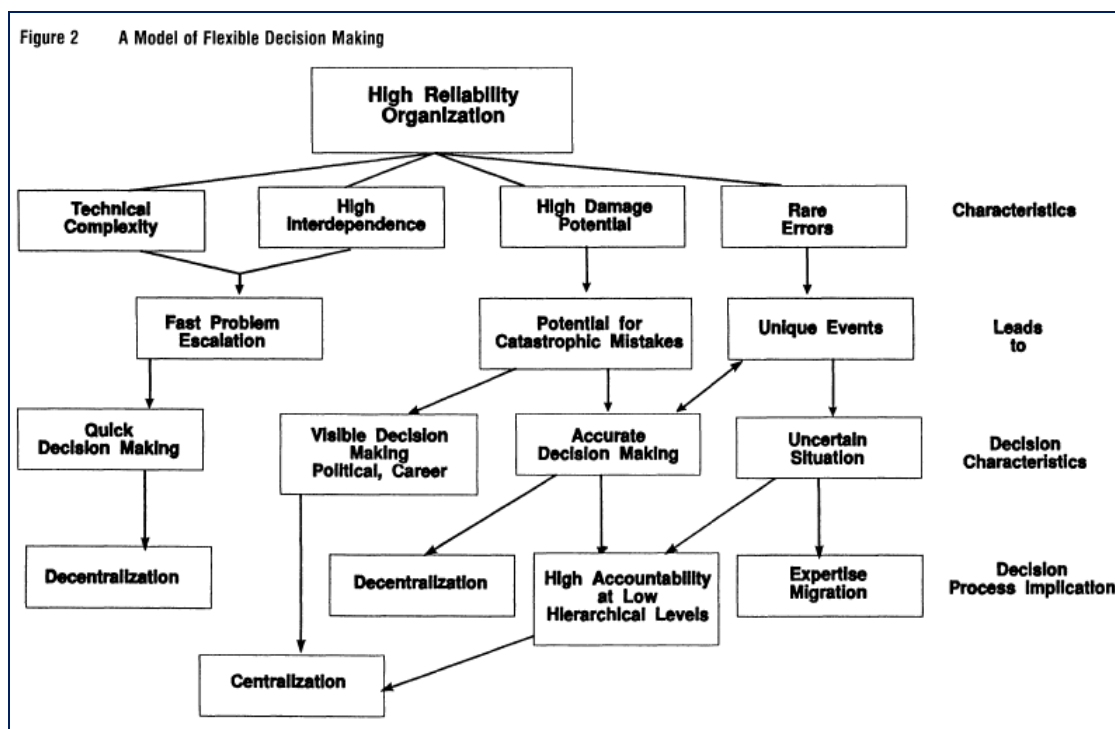 Figure 2 A Model of Flexible Decision Making
High Reliability
Organization
Technical
Complexity
High
Interdependence
High Damage
Potential
Rare
Errors
Characteristics
Fast Problem
Escalation
Potential for
Catastrophic Mistakes
Unique Events
Leads
to
Quick
Decision Making
Visible Decision
Making
Political, Career
Accurate
Decision Making
Uncertain
Situation
Decision
Characteristics
Decentralization
Decentralization
High Accountability
at Low
Hierarchical Levels
Expertise
Migration
Decision
Process Implication
Centralization